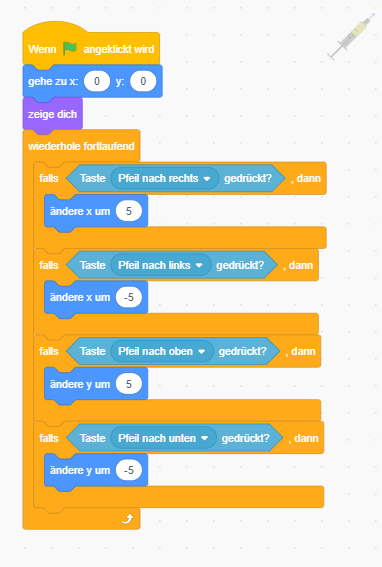 Wenn angeklickt wird
gehe zu x: 0 y: 0
zeige dich
wiederhole fortlaufend
falls Taste Pfeil nach rechts gedrückt? , dann
ändere x um 5
falls Taste Pfeil nach links gedrückt? , dann
ändere x um -5
falls Taste Pfeil nach oben gedrückt? , dann
ändere y um 5
falls Taste Pfeil nach unten gedrückt? , dann
ändere y um -5